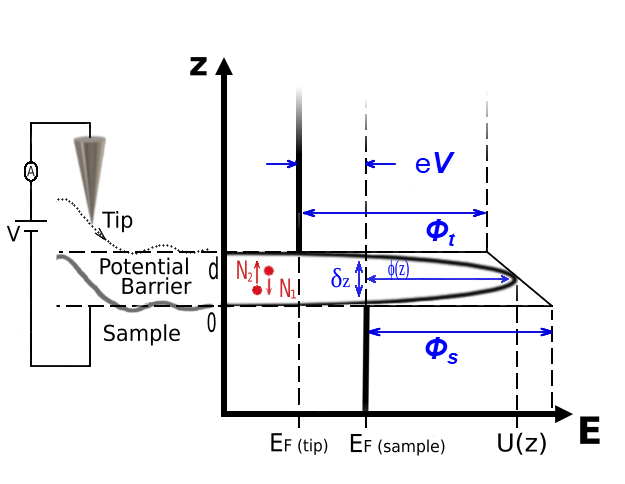 z
A
V
Tip
eV
Φt
Potential
Barrier
d
N₂
N₁
δz
ϕ(z)
Sample
0
Φs
E
EF (tip)
EF (sample)
U(z)